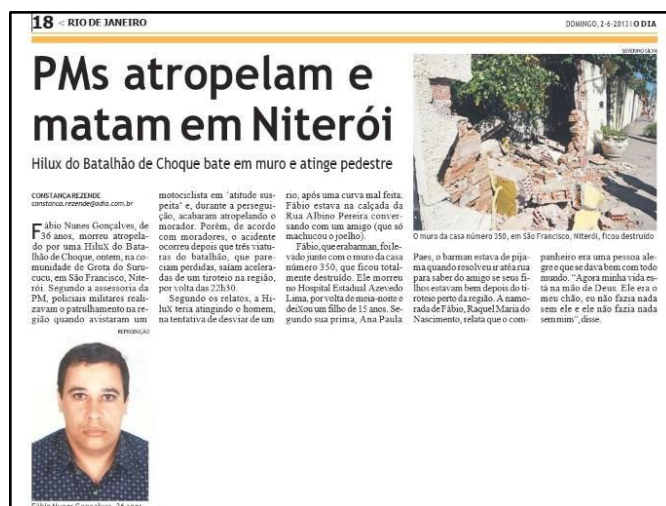 18 < RIO DE JANEIRO
DOMINGO, 2-6-2013 | O DIA
SEVERINO SILVA
PMs atropelam e
matam em Niterói
Hilux do Batalhão de Choque bate em muro e atinge pedestre
O muro da casa número 350, em São Francisco, Niterói, ficou destruído
CONSTANÇA REZENDE
constanca.rezende@odia.com.br
Fábio Nunes Gonçalves, de
36 anos, morreu atropela-
do por uma HiluX do Bata-
lhão de Choque, ontem, na co-
munidade de Grota do Suru-
cucu, em São Francisco, Nite-
rói. Segundo a assessoria da
PM, policiais militares reali-
zavam o patrulhamento na re-
gião quando avistaram um
motociclista em 'atitude sus-
peita' e, durante a persegui-
ção, acabaram atropelando o
morador. Porém, de acordo
com moradores, o acidente
ocorreu depois que três viatu-
ras do batalhão, que pare-
ciam perdidas, saíam acelera-
das de um tiroteio na região,
por volta das 22h30.
Segundo os relatos, a Hi-
luX teria atingindo o homem,
na tentativa de desviar de um
rio, após uma curva mal feita.
Fábio estava na calçada da
Rua Albino Pereira conver-
sando com um amigo (que só
machucou o joelho).
Fábio, que era barman, foi le-
vado junto com o muro da casa
número 350, que ficou total-
mente destruído. Ele morreu
no Hospital Estadual Azevedo
Lima, por volta de meia-noite e
deiXou um filho de 15 anos. Se-
gundo sua prima, Ana Paula
Paes, o barman estava de pija-
ma quando resolveu ir até a rua
para saber do amigo se seus fi-
lhos estavam bem depois do ti-
roteio perto da região. A namo-
rada de Fábio, Raquel Maria do
Nascimento, relata que o com-
panheiro era uma pessoa ale-
gre e que se dava bem com todo
mundo. "Agora minha vida es-
tá na mão de Deus. Ele era o
meu chão, eu não fazia nada
sem ele e ele não fazia nada
sem mim", disse.
REPRODUÇÃO